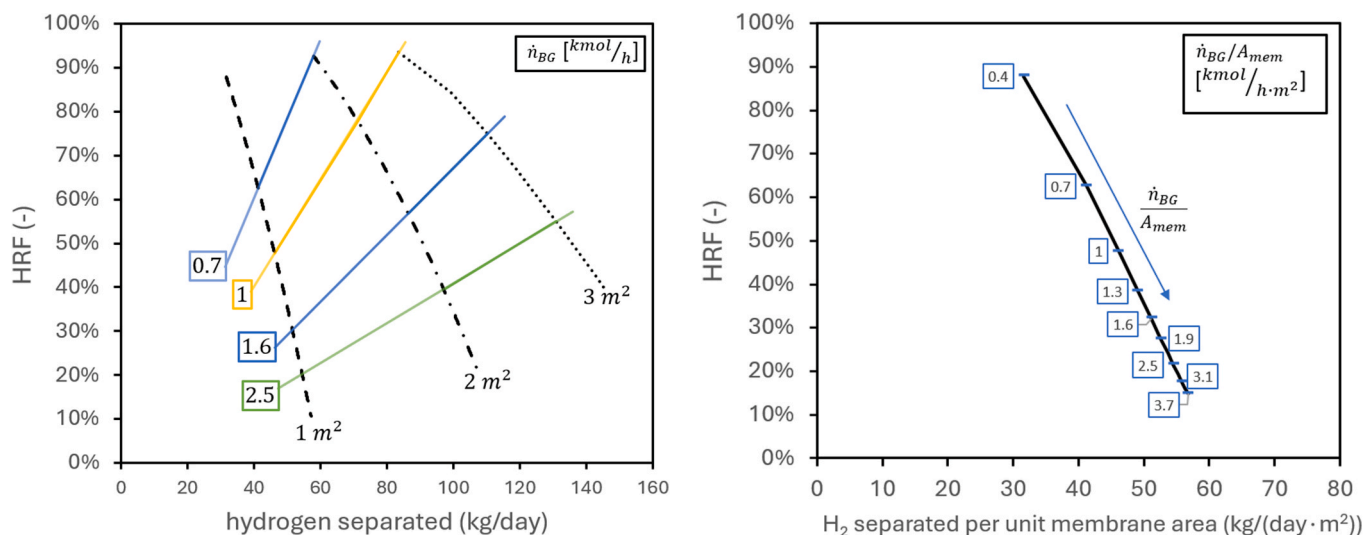 100%
90%
80%
70%
60%
50%
40%
30%
20%
10%
0%
HRF (-)
ṅ_BG [kmol/h]
0.7
1
1.6
2.5
1 m²
2 m²
3 m²
0 20 40 60 80 100 120 140 160
hydrogen separated (kg/day)
100%
90%
80%
70%
60%
50%
40%
30%
20%
10%
0%
HRF (-)
ṅ_BG/A_mem
[kmol/h·m²]
0.4
0.7
1
1.3
1.6
1.9
2.5
3.1
3.7
ṅ_BG
A_mem
0 10 20 30 40 50 60 70 80
H₂ separated per unit membrane area (kg/(day·m²))